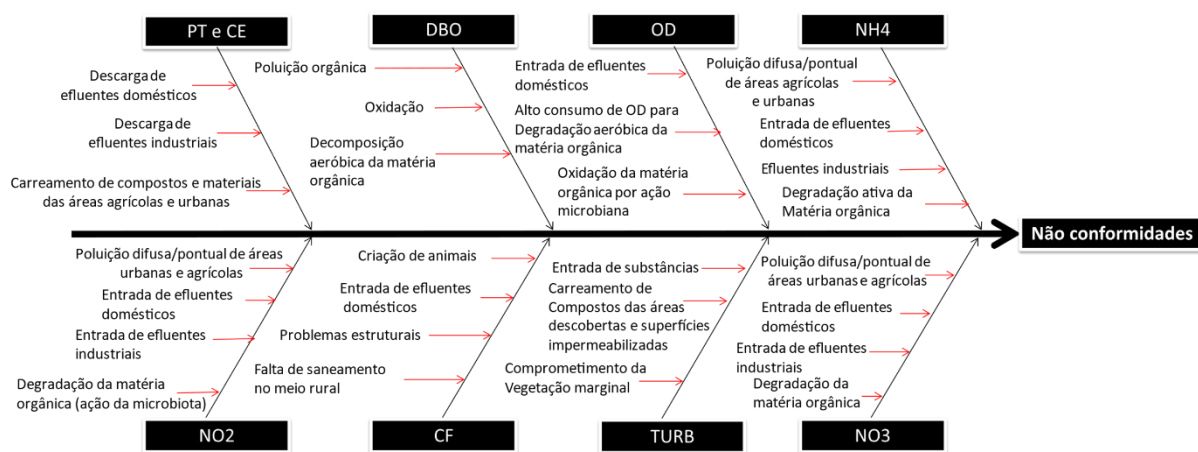 PT e CE
DBO
OD
NH4
Descarga de
efluentes domésticos
Descarga de
efluentes industriais
Carreamento de compostos e materiais
das áreas agrícolas e urbanas
Poluição orgânica
Oxidação
Decomposição
aeróbica da matéria
orgânica
Entrada de efluentes
domésticos
Alto consumo de OD para
Degradação aeróbica da
matéria orgânica
Oxidação da matéria
orgânica por ação
microbiana
Poluição difusa/pontual
de áreas agrícolas
e urbanas
Entrada de efluentes
domésticos
Efluentes industriais
Degradação ativa da
Matéria orgânica
Não conformidades
Poluição difusa/pontual de áreas
urbanas e agrícolas
Entrada de efluentes
domésticos
Entrada de efluentes
industriais
Degradação da matéria
orgânica (ação da microbiota)
Criação de animais
Entrada de efluentes
domésticos
Problemas estruturais
Falta de saneamento
no meio rural
Entrada de substâncias
Carreamento de
Compostos das áreas
descobertas e superfícies
impermeabilizadas
Comprometimento da
Vegetação marginal
Poluição difusa/pontual de
áreas urbanas e agrícolas
Entrada de efluentes
domésticos
Entrada de efluentes
industriais
Degradação da
matéria orgânica
NO2
CF
TURB
NO3